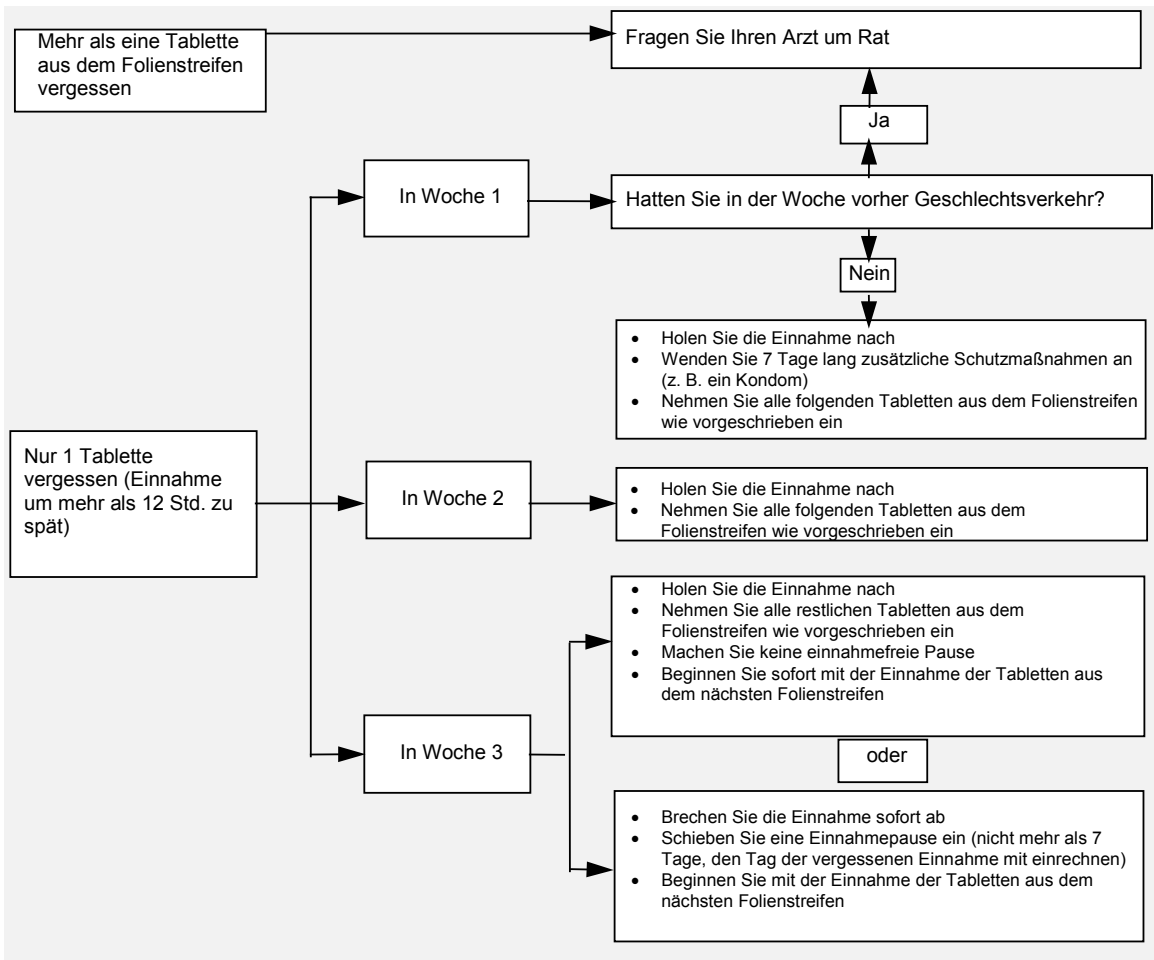 Mehr als eine Tablette
aus dem Folienstreifen
vergessen
Fragen Sie Ihren Arzt um Rat
Ja
In Woche 1
Hatten Sie in der Woche vorher Geschlechtsverkehr?
Nein
• Holen Sie die Einnahme nach
• Wenden Sie 7 Tage lang zusätzliche Schutzmaßnahmen an
(z. B. ein Kondom)
• Nehmen Sie alle folgenden Tabletten aus dem Folienstreifen
wie vorgeschrieben ein
Nur 1 Tablette
vergessen (Einnahme
um mehr als 12 Std. zu
spät)
In Woche 2
• Holen Sie die Einnahme nach
• Nehmen Sie alle folgenden Tabletten aus dem
Folienstreifen wie vorgeschrieben ein
In Woche 3
• Holen Sie die Einnahme nach
• Nehmen Sie alle restlichen Tabletten aus dem
Folienstreifen wie vorgeschrieben ein
• Machen Sie keine einnahmefreie Pause
• Beginnen Sie sofort mit der Einnahme der Tabletten aus
dem nächsten Folienstreifen
oder
• Brechen Sie die Einnahme sofort ab
• Schieben Sie eine Einnahmepause ein (nicht mehr als 7
Tage, den Tag der vergessenen Einnahme mit einrechnen)
• Beginnen Sie mit der Einnahme der Tabletten aus dem
nächsten Folienstreifen